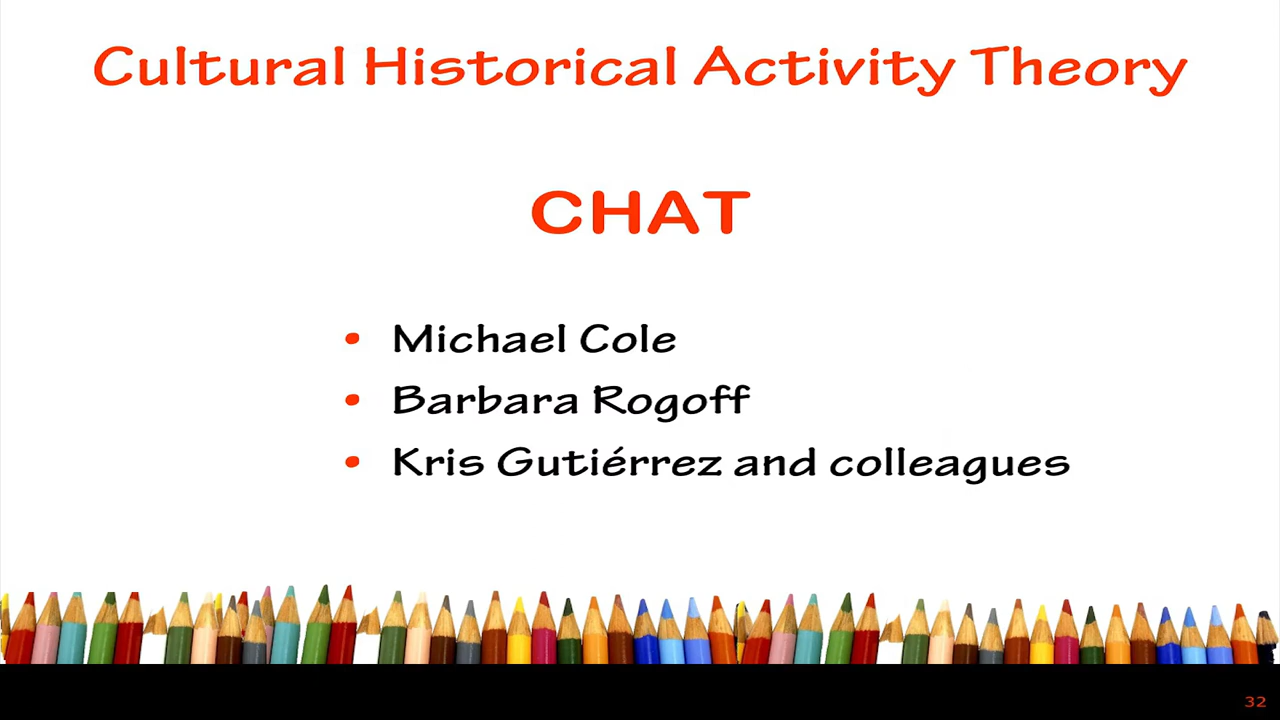 Cultural Historical Activity Theory
CHAT
• Michael Cole
• Barbara Rogoff
• Kris Gutiérrez and colleagues
32